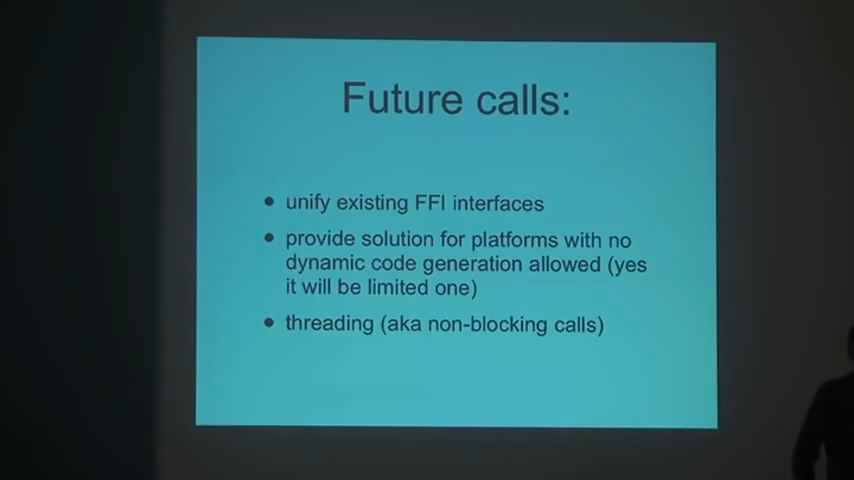 Future calls:
unify existing FFI interfaces
provide solution for platforms with no
dynamic code generation allowed (yes
it will be limited one)
threading (aka non-blocking calls)